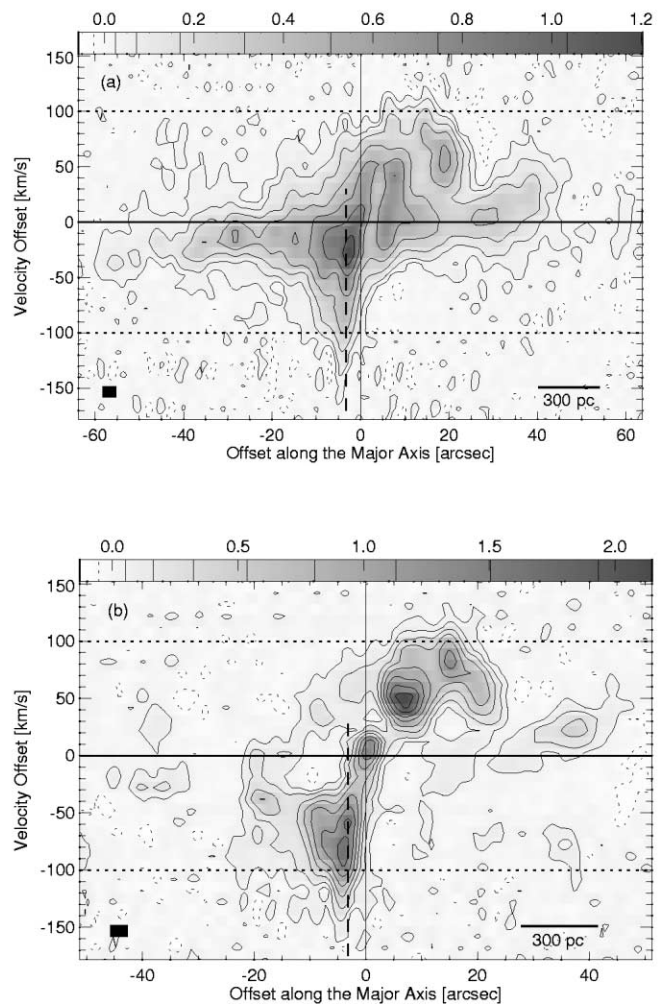 0.0 0.2 0.4 0.6 0.8 1.0 1.2
(a)
150
100
50
0
-50
-100
-150
Velocity Offset [km/s]
300 pc
-60 -40 -20 0 20 40 60
Offset along the Major Axis [arcsec]
0.0 0.5 1.0 1.5 2.0
(b)
150
100
50
0
-50
-100
-150
Velocity Offset [km/s]
300 pc
-40 -20 0 20 40
Offset along the Major Axis [arcsec]